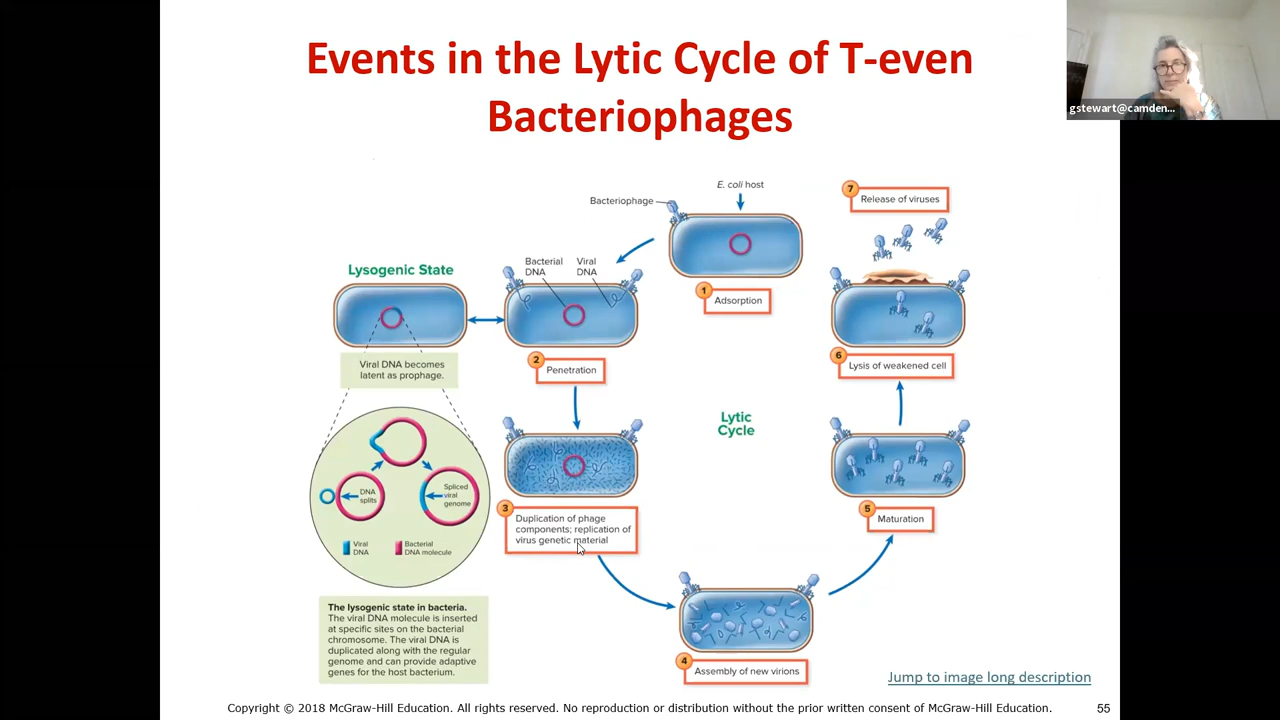 Events in the Lytic Cycle of T-even
Bacteriophages
gstewart@camden...
E. coli host
Bacteriophage
1
Adsorption
7
Release of viruses
Lysogenic State
Bacterial
DNA
Viral
DNA
2
Penetration
6
Lysis of weakened cell
Viral DNA becomes
latent as prophage.
Lytic
Cycle
DNA
splits
Spliced
viral
genome
Viral
DNA
Bacterial
DNA molecule
3
Duplication of phage
components; replication of
virus genetic material
5
Maturation
The lysogenic state in bacteria.
The viral DNA molecule is inserted
at specific sites on the bacterial
chromosome. The viral DNA is
duplicated along with the regular
genome and can provide adaptive
genes for the host bacterium.
4
Assembly of new virions
Jump to image long description
Copyright © 2018 McGraw-Hill Education. All rights reserved. No reproduction or distribution without the prior written consent of McGraw-Hill Education.
55